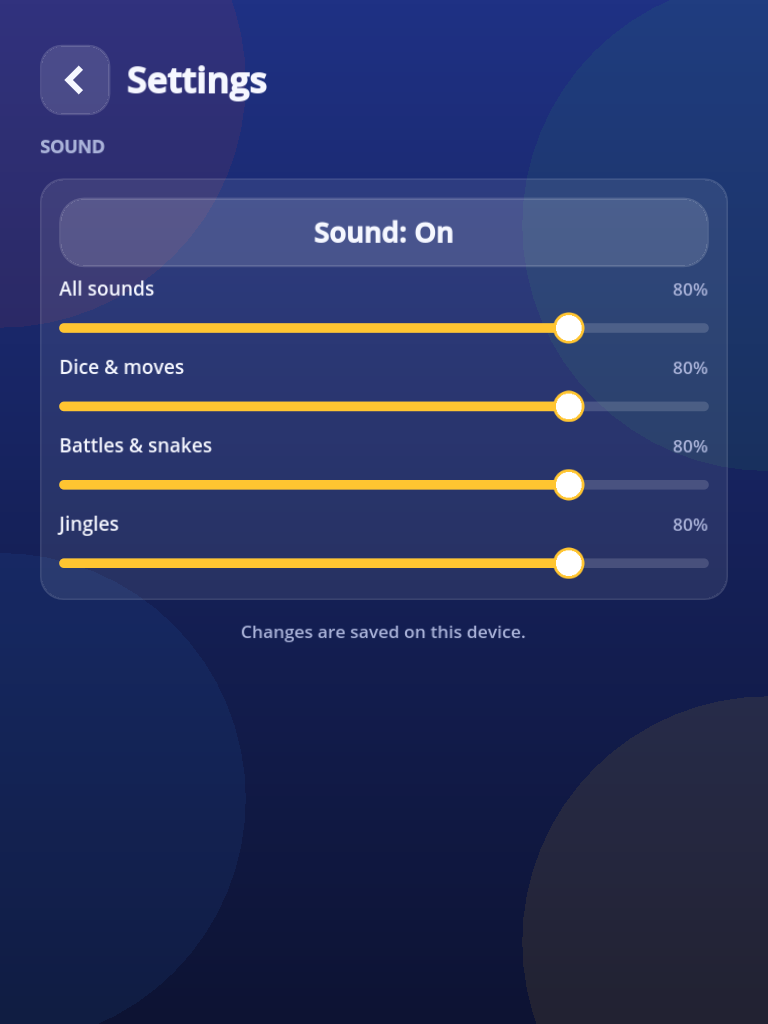 Settings
SOUND
Sound: On
All sounds 80%
Dice & moves 80%
Battles & snakes 80%
Jingles 80%
Changes are saved on this device.